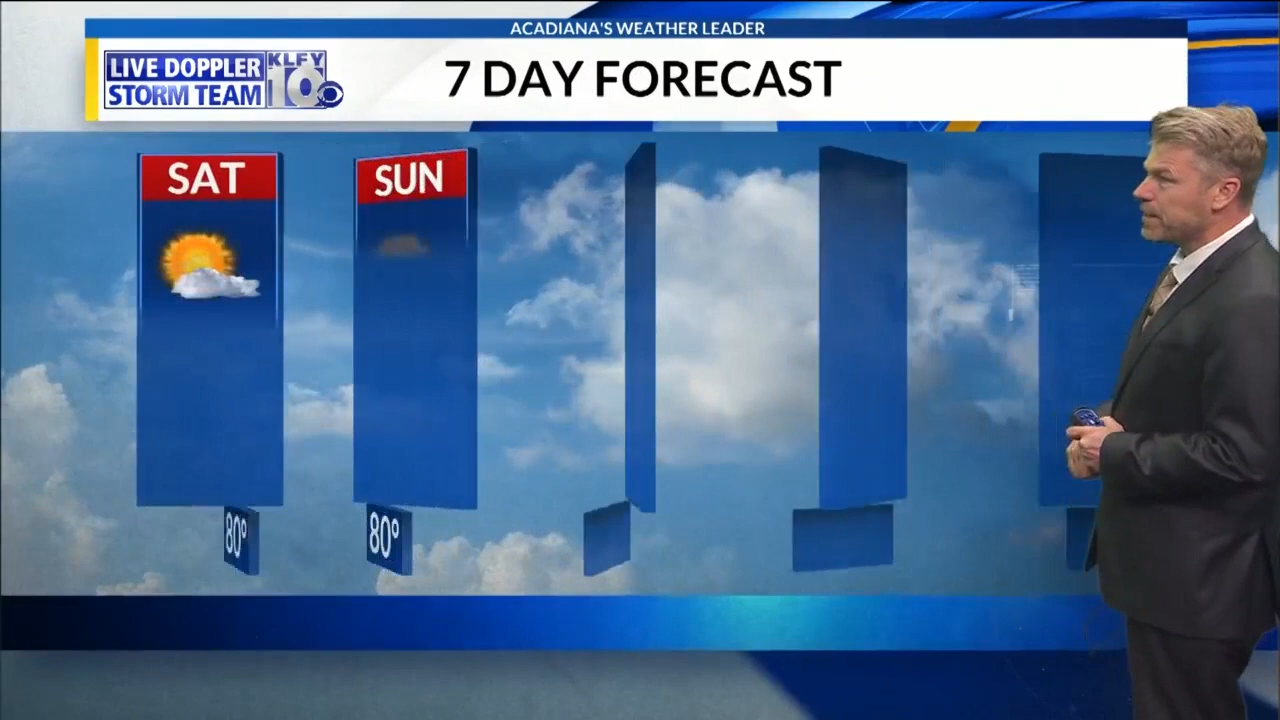 ACADIANA'S WEATHER LEADER
LIVE DOPPLER
STORM TEAM
KLFY
10
7 DAY FORECAST
SAT
SUN
80°
80°